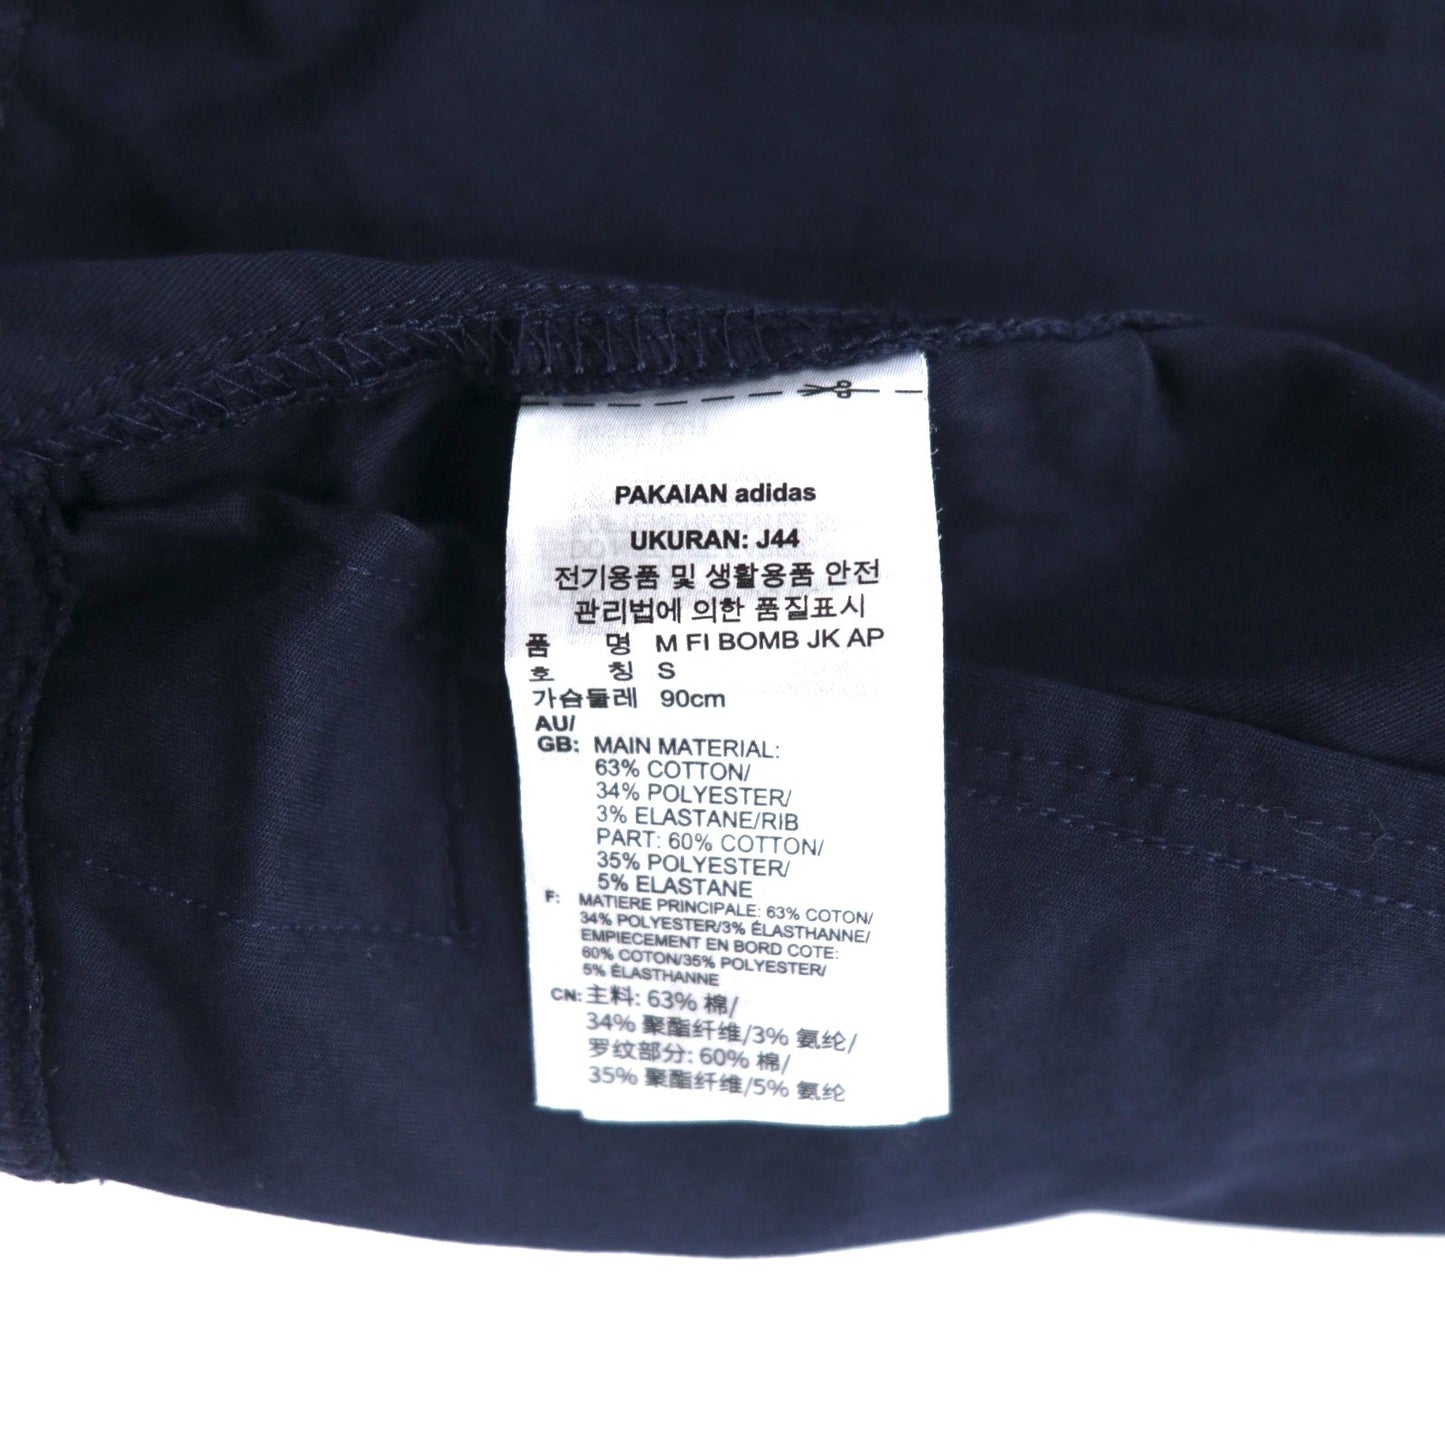 PAKAIAN adidas
UKURAN: J44
전기용품 및 생활용품 안전
관리법에 의한 품질표시
품 명 M FI BOMB JK AP
호 칭 S
가슴둘레 90cm
AU/
GB: MAIN MATERIAL:
63% COTTON/
34% POLYESTER/
3% ELASTANE/RIB
PART: 60% COTTON/
35% POLYESTER/
5% ELASTANE
F: MATIERE PRINCIPALE: 63% COTON/
34% POLYESTER/3% ÉLASTHANNE/
EMPIECEMENT EN BORD COTE:
60% COTON/35% POLYESTER/
5% ÉLASTHANNE
CN: 主料: 63% 棉/
34% 聚酯纤维/3% 氨纶/
罗纹部分: 60% 棉/
35% 聚酯纤维/5% 氨纶